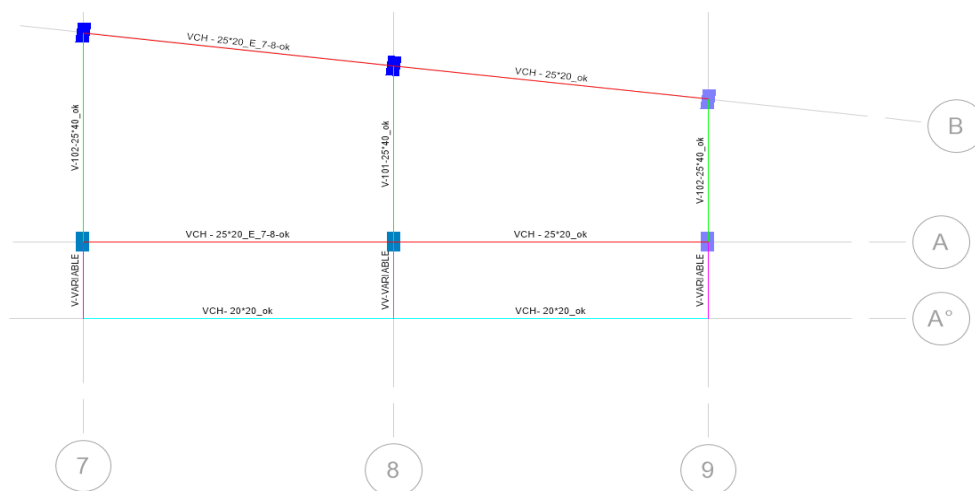 VCH - 25*20_E_7-8-ok
VCH - 25*20_ok
B
V-102-25*40_ok
V-101-25*40_ok
V-102-25*40_ok
VCH - 25*20_E_7-8-ok
VCH - 25*20_ok
A
V-VARIABLE
VV-VARIABLE
V-VARIABLE
VCH- 20*20_ok
VCH- 20*20_ok
A°
7
8
9